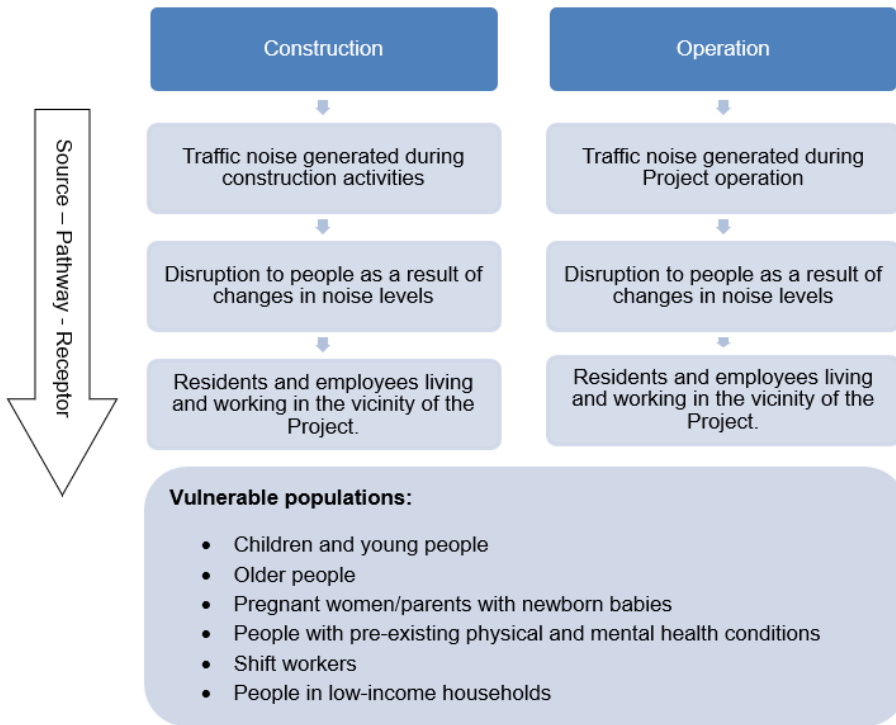 Construction
Operation
Source – Pathway - Receptor
Traffic noise generated during
construction activities
Traffic noise generated during
Project operation
Disruption to people as a result of
changes in noise levels
Disruption to people as a result of
changes in noise levels
Residents and employees living
and working in the vicinity of the
Project.
Residents and employees living
and working in the vicinity of the
Project.
Vulnerable populations:
• Children and young people
• Older people
• Pregnant women/parents with newborn babies
• People with pre-existing physical and mental health conditions
• Shift workers
• People in low-income households